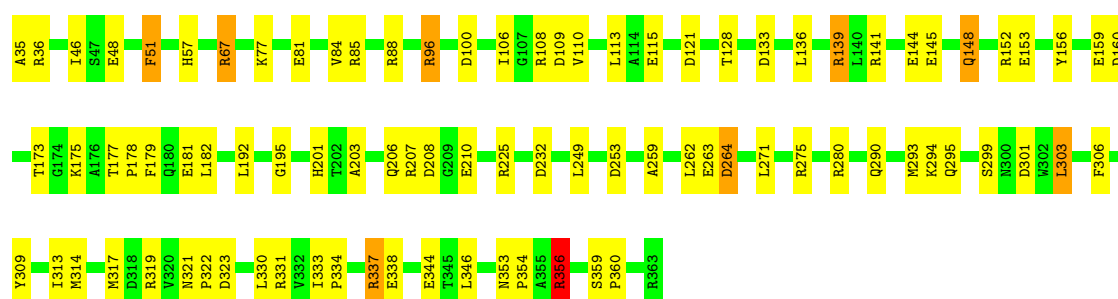 A35 R36 I46 S47 E48 F51 H57 R67 K77 E81 V84 R85 R88 R96 D100 I106 G107 R108 D109 V110 L113 A114 E115 D121 T128 D133 L136 R139 L140 R141 E144 E145 Q148 R152 E153 Y156 E159 D160
T173 G174 K175 A176 T177 P178 F179 Q180 E181 L182 L192 G195 H201 T202 A203 Q206 R207 D208 G209 E210 R225 D232 L249 D253 A259 L262 E263 D264 L271 R275 R280 Q290 M293 K294 Q295 S299 N300 D301 W302 L303 F306
Y309 I313 M314 M317 D318 R319 V320 N321 P322 D323 L330 R331 V332 I333 P334 R337 E338 E344 T345 L346 N353 P354 A355 R356 S359 P360 R363